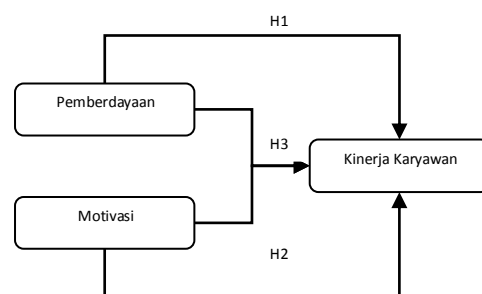 H1
Pemberdayaan
H3
Kinerja Karyawan
Motivasi
H2